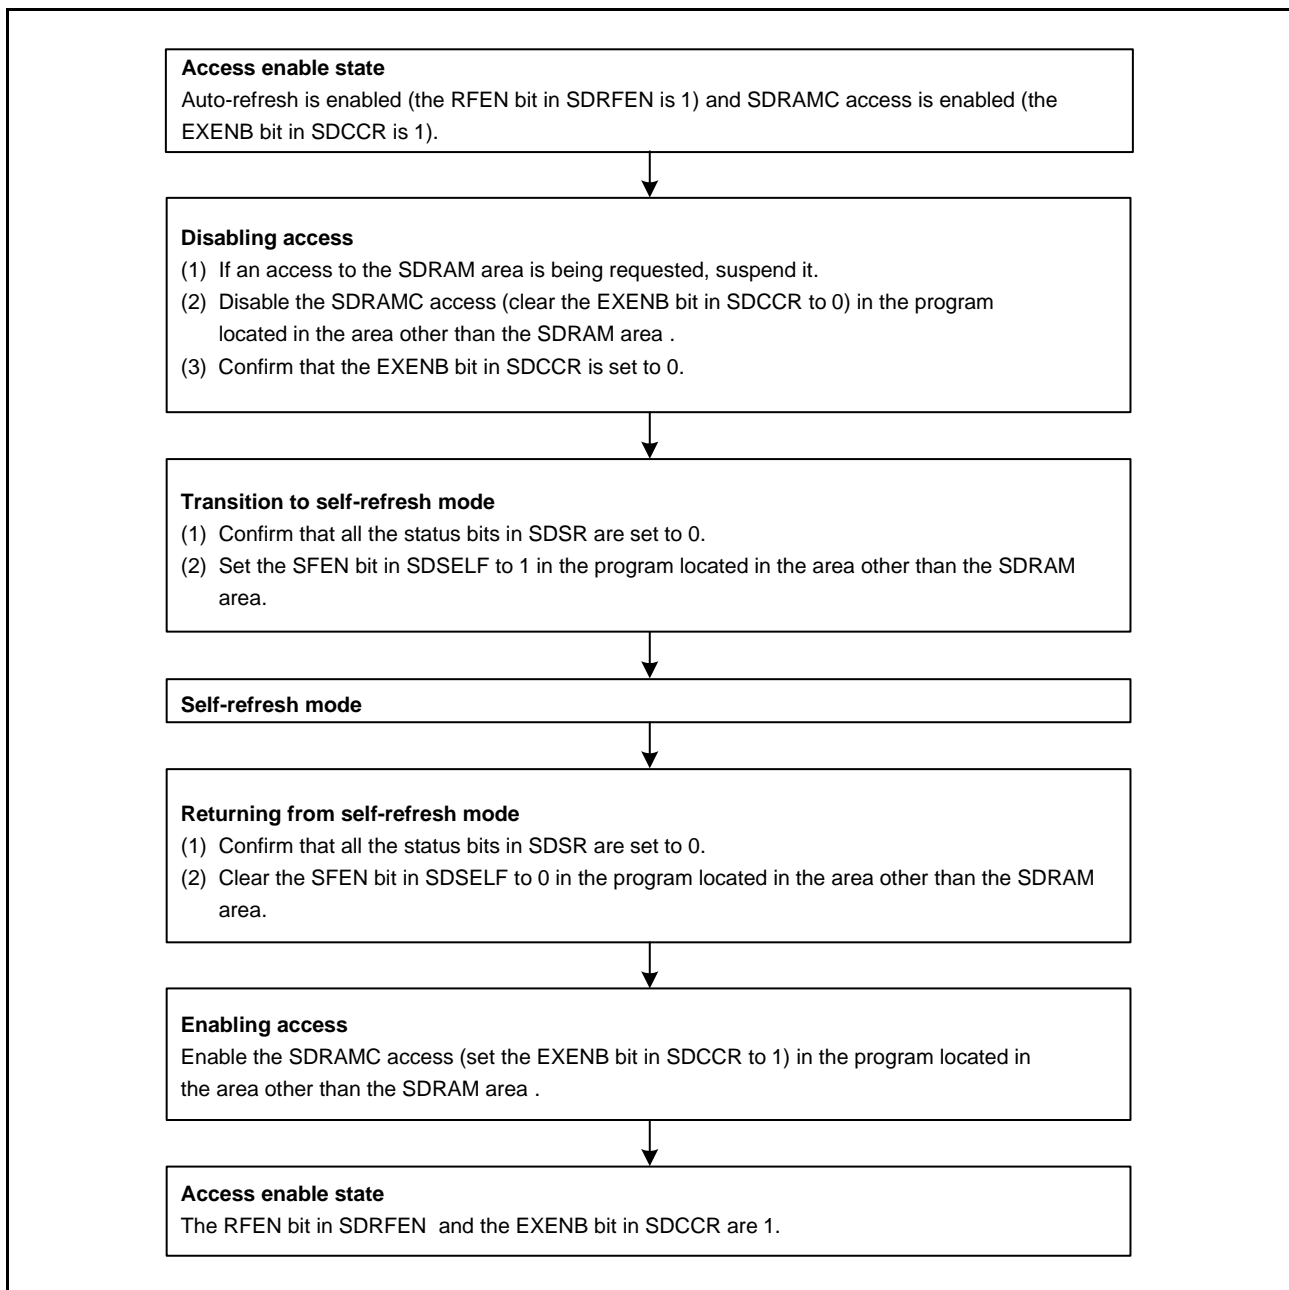 Access enable state
Auto-refresh is enabled (the RFEN bit in SDRFEN is 1) and SDRAMC access is enabled (the
EXENB bit in SDCCR is 1).
Disabling access
(1) If an access to the SDRAM area is being requested, suspend it.
(2) Disable the SDRAMC access (clear the EXENB bit in SDCCR to 0) in the program
located in the area other than the SDRAM area .
(3) Confirm that the EXENB bit in SDCCR is set to 0.
Transition to self-refresh mode
(1) Confirm that all the status bits in SDSR are set to 0.
(2) Set the SFEN bit in SDSELF to 1 in the program located in the area other than the SDRAM
area.
Self-refresh mode
Returning from self-refresh mode
(1) Confirm that all the status bits in SDSR are set to 0.
(2) Clear the SFEN bit in SDSELF to 0 in the program located in the area other than the SDRAM
area.
Enabling access
Enable the SDRAMC access (set the EXENB bit in SDCCR to 1) in the program located in
the area other than the SDRAM area .
Access enable state
The RFEN bit in SDRFEN  and the EXENB bit in SDCCR are 1.